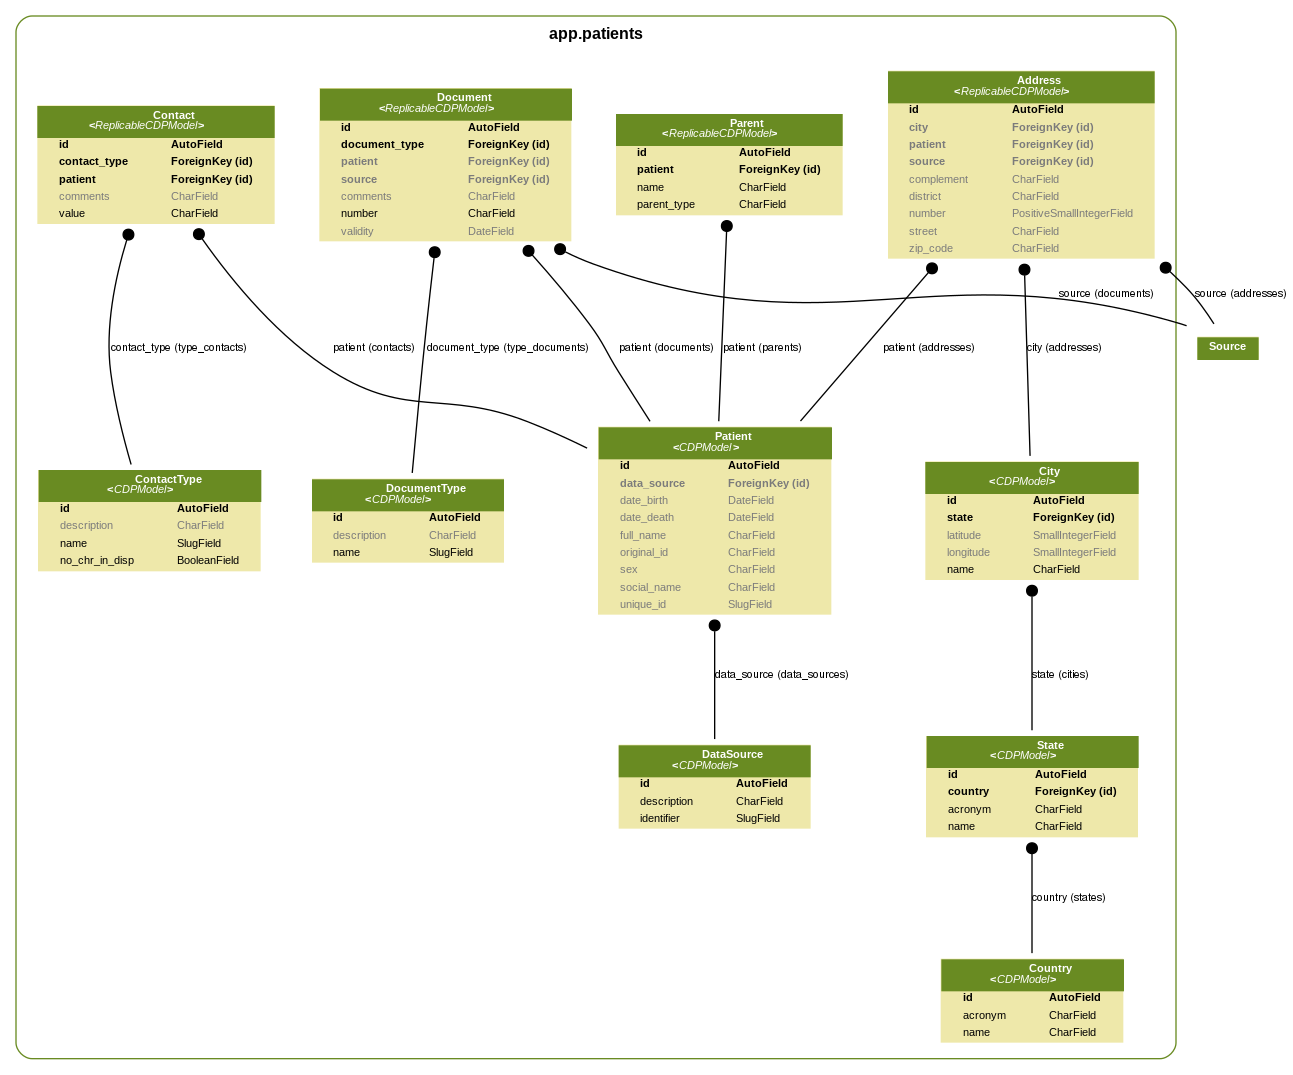 app.patients
Contact
<ReplicableCDPModel>
id AutoField
contact_type ForeignKey (id)
patient ForeignKey (id)
comments CharField
value CharField
Document
<ReplicableCDPModel>
id AutoField
document_type ForeignKey (id)
patient ForeignKey (id)
source ForeignKey (id)
comments CharField
number CharField
validity DateField
Parent
<ReplicableCDPModel>
id AutoField
patient ForeignKey (id)
name CharField
parent_type CharField
Address
<ReplicableCDPModel>
id AutoField
city ForeignKey (id)
patient ForeignKey (id)
source ForeignKey (id)
complement CharField
district CharField
number PositiveSmallIntegerField
street CharField
zip_code CharField
source (documents)
source (addresses)
contact_type (type_contacts)
patient (contacts)
document_type (type_documents)
patient (documents)
patient (parents)
patient (addresses)
city (addresses)
Source
ContactType
<CDPModel>
id AutoField
description CharField
name SlugField
no_chr_in_disp BooleanField
DocumentType
<CDPModel>
id AutoField
description CharField
name SlugField
Patient
<CDPModel>
id AutoField
data_source ForeignKey (id)
date_birth DateField
date_death DateField
full_name CharField
original_id CharField
sex CharField
social_name CharField
unique_id SlugField
City
<CDPModel>
id AutoField
state ForeignKey (id)
latitude SmallIntegerField
longitude SmallIntegerField
name CharField
data_source (data_sources)
state (cities)
DataSource
<CDPModel>
id AutoField
description CharField
identifier SlugField
State
<CDPModel>
id AutoField
country ForeignKey (id)
acronym CharField
name CharField
country (states)
Country
<CDPModel>
id AutoField
acronym CharField
name CharField